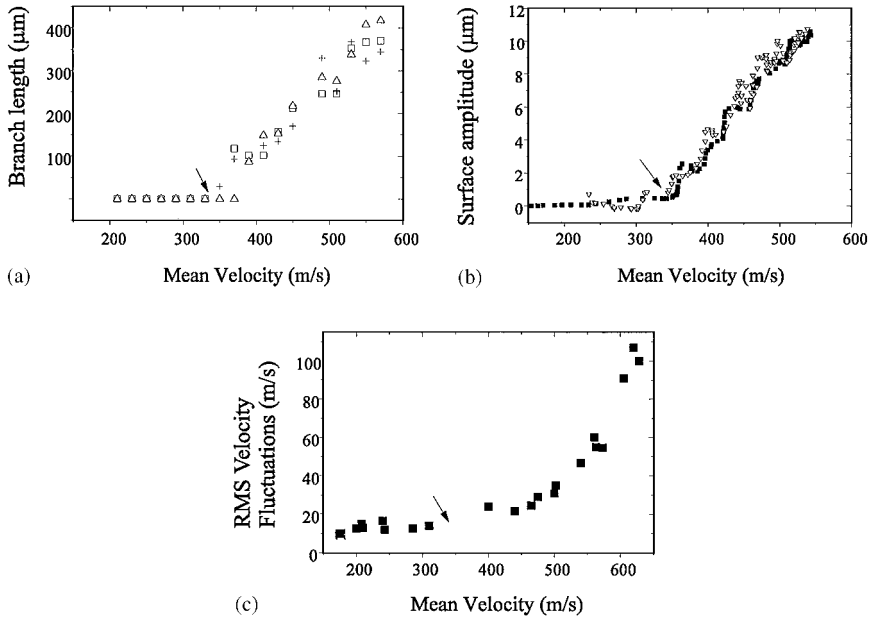 Branch length (μm)
400
300
200
100
200 300 400 500 600
Mean Velocity (m/s)
(a)
Surface amplitude (μm)
12
10
8
6
4
2
0
200 300 400 500 600
Mean Velocity (m/s)
(b)
RMS Velocity
Fluctuations (m/s)
100
80
60
40
20
0
200 300 400 500 600
Mean Velocity (m/s)
(c)